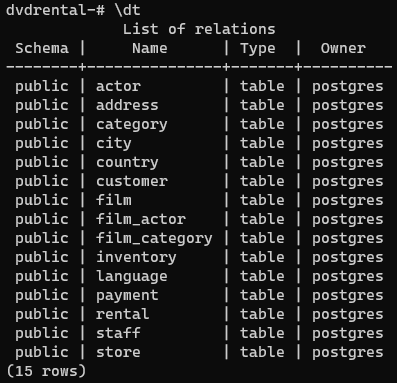 dvdrental-# \dt
             List of relations
 Schema |     Name      | Type  |  Owner
--------+---------------+-------+----------
 public | actor         | table | postgres
 public | address       | table | postgres
 public | category      | table | postgres
 public | city          | table | postgres
 public | country       | table | postgres
 public | customer      | table | postgres
 public | film          | table | postgres
 public | film_actor    | table | postgres
 public | film_category | table | postgres
 public | inventory     | table | postgres
 public | language      | table | postgres
 public | payment       | table | postgres
 public | rental        | table | postgres
 public | staff         | table | postgres
 public | store         | table | postgres
(15 rows)